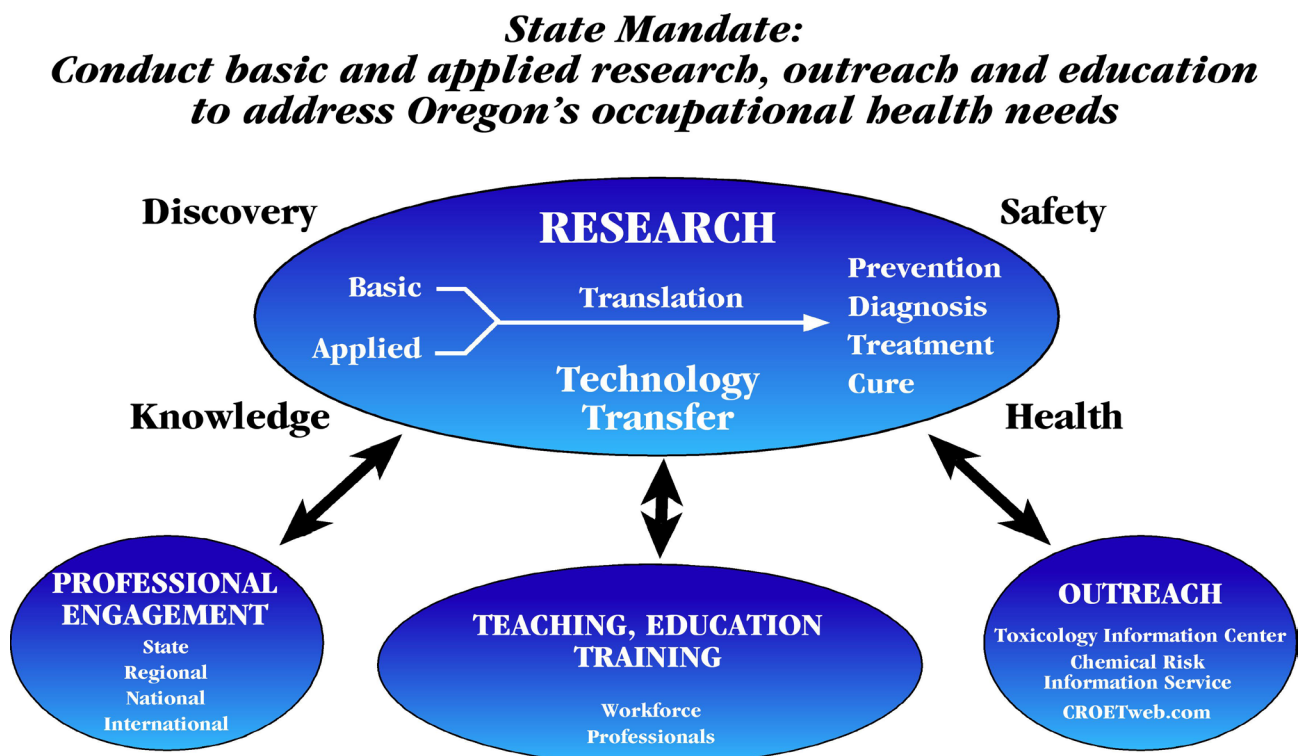 State Mandate:
Conduct basic and applied research, outreach and education
to address Oregon's occupational health needs
Discovery
Safety
RESEARCH
Basic
Applied
Translation
Prevention
Diagnosis
Treatment
Cure
Technology
Transfer
Knowledge
Health
PROFESSIONAL
ENGAGEMENT
State
Regional
National
International
TEACHING, EDUCATION
TRAINING
Workforce
Professionals
OUTREACH
Toxicology Information Center
Chemical Risk
Information Service
CROETweb.com